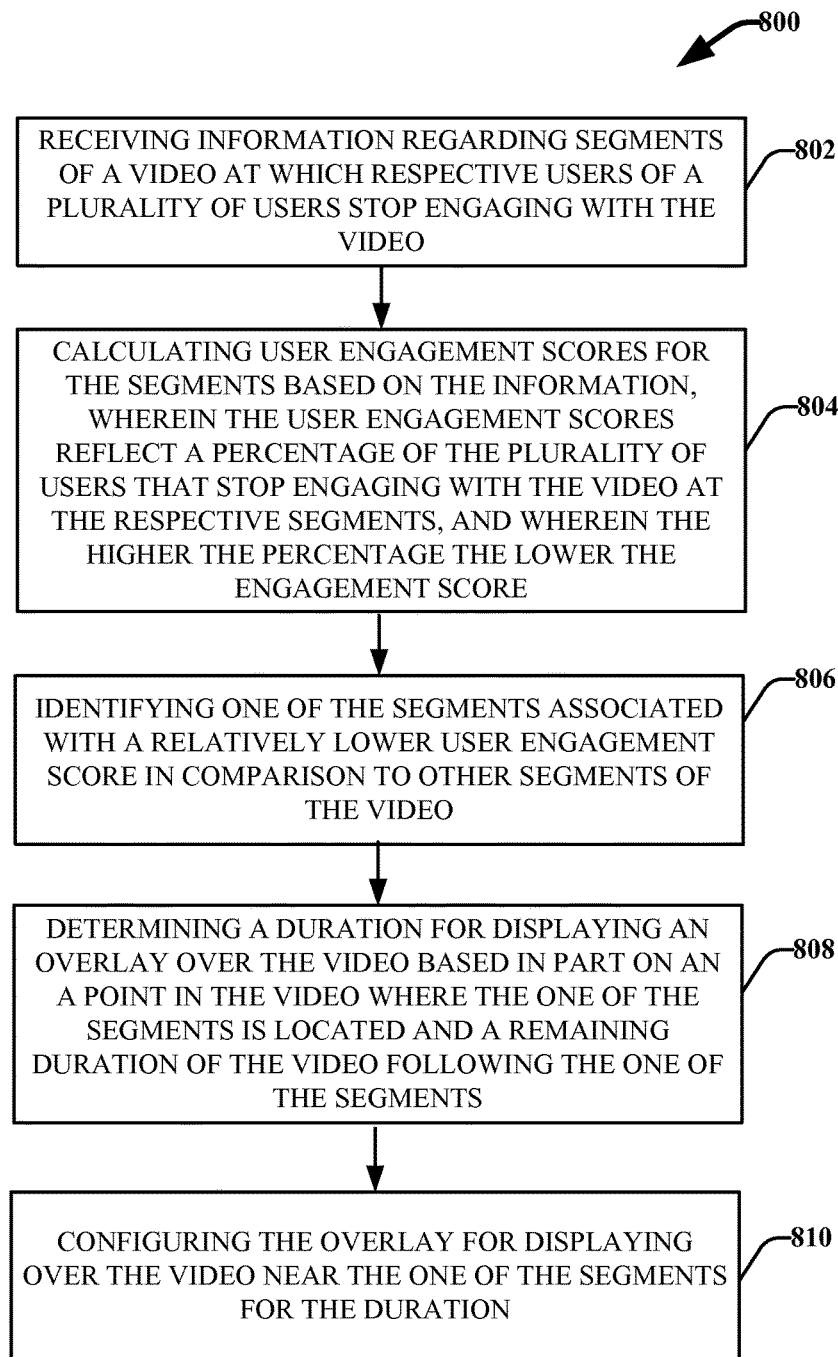 800
RECEIVING INFORMATION REGARDING SEGMENTS
OF A VIDEO AT WHICH RESPECTIVE USERS OF A
PLURALITY OF USERS STOP ENGAGING WITH THE
VIDEO
802
CALCULATING USER ENGAGEMENT SCORES FOR
THE SEGMENTS BASED ON THE INFORMATION,
WHEREIN THE USER ENGAGEMENT SCORES
REFLECT A PERCENTAGE OF THE PLURALITY OF
USERS THAT STOP ENGAGING WITH THE VIDEO AT
THE RESPECTIVE SEGMENTS, AND WHEREIN THE
HIGHER THE PERCENTAGE THE LOWER THE
ENGAGEMENT SCORE
804
IDENTIFYING ONE OF THE SEGMENTS ASSOCIATED
WITH A RELATIVELY LOWER USER ENGAGEMENT
SCORE IN COMPARISON TO OTHER SEGMENTS OF
THE VIDEO
806
DETERMINING A DURATION FOR DISPLAYING AN
OVERLAY OVER THE VIDEO BASED IN PART ON AN
A POINT IN THE VIDEO WHERE THE ONE OF THE
SEGMENTS IS LOCATED AND A REMAINING
DURATION OF THE VIDEO FOLLOWING THE ONE OF
THE SEGMENTS
808
CONFIGURING THE OVERLAY FOR DISPLAYING
OVER THE VIDEO NEAR THE ONE OF THE SEGMENTS
FOR THE DURATION
810